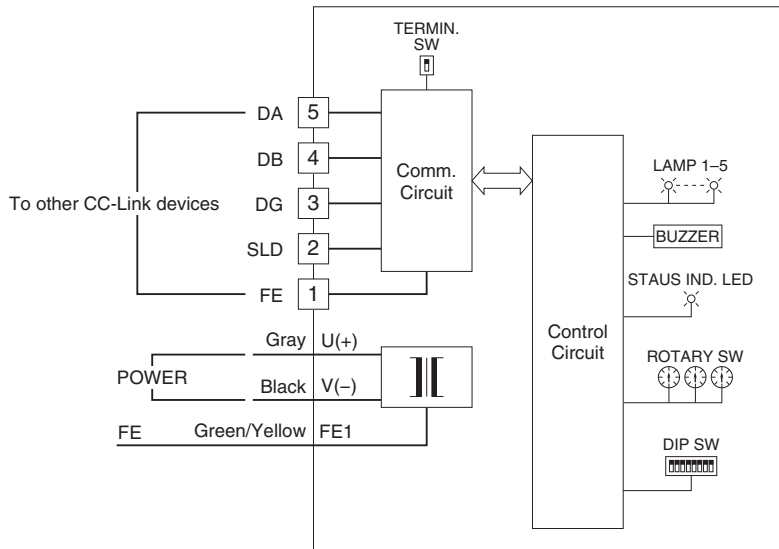 TERMIN.
SW
DA 5
DB 4
DG 3
SLD 2
FE 1
To other CC-Link devices
Comm.
Circuit
Gray U(+)
POWER
Black V(−)
FE Green/Yellow FE1
Control
Circuit
LAMP 1–5
BUZZER
STAUS IND. LED
ROTARY SW
DIP SW